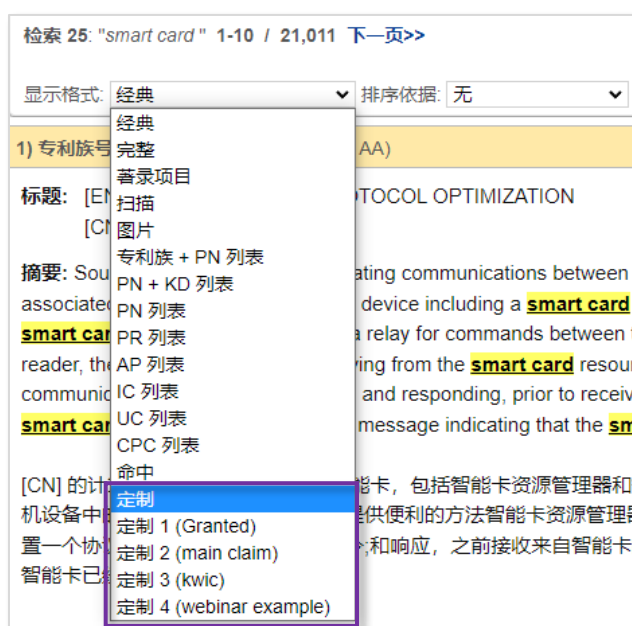 检索 25: "smart card " 1-10 / 21,011 下一页>>
显示格式: 经典 排序依据: 无
经典
完整
著录项目
扫描
图片
专利族 + PN 列表
PN + KD 列表
PN 列表
PR 列表
AP 列表
IC 列表
UC 列表
CPC 列表
命中
定制
定制 1 (Granted)
定制 2 (main claim)
定制 3 (kwic)
定制 4 (webinar example)
1) 专利族号 AA)
标题: [EN OTOCOL OPTIMIZATION
[CN
摘要: Sou ating communications between
associated device including a smart card
smart car a relay for commands between
reader, the ving from the smart card resour
communic and responding, prior to receiv
smart car message indicating that the sm
[CN] 的计 能卡，包括智能卡资源管理器和
机设备中 提供便利的方法智能卡资源管理
置一个协 ;和响应，之前接收来自智能卡
智能卡已